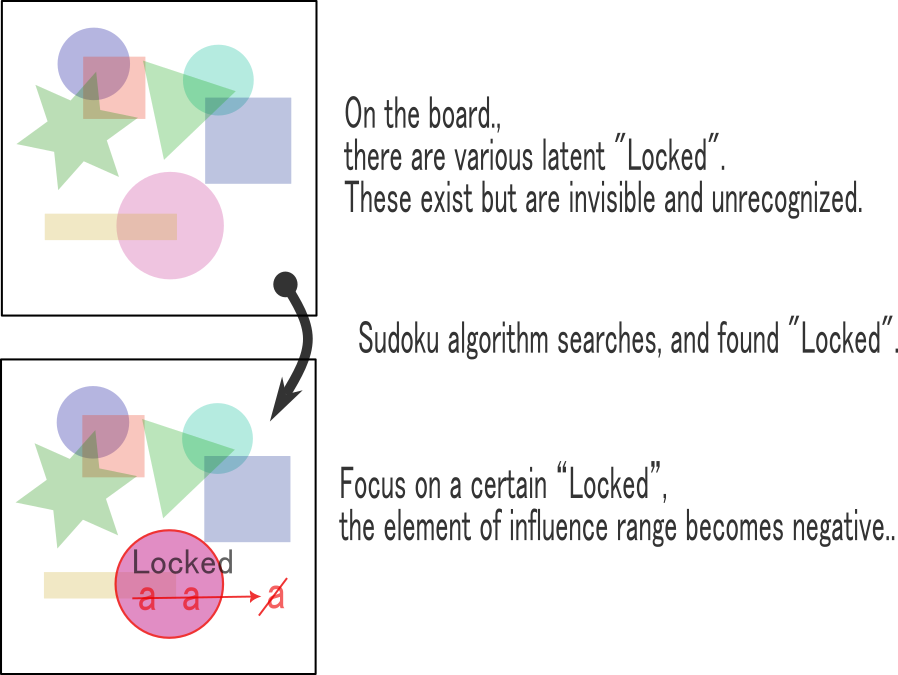 On the board.,
there are various latent "Locked".
These exist but are invisible and unrecognized.
Sudoku algorithm searches, and found "Locked".
Focus on a certain “Locked”,
the element of influence range becomes negative..
Locked
a a a